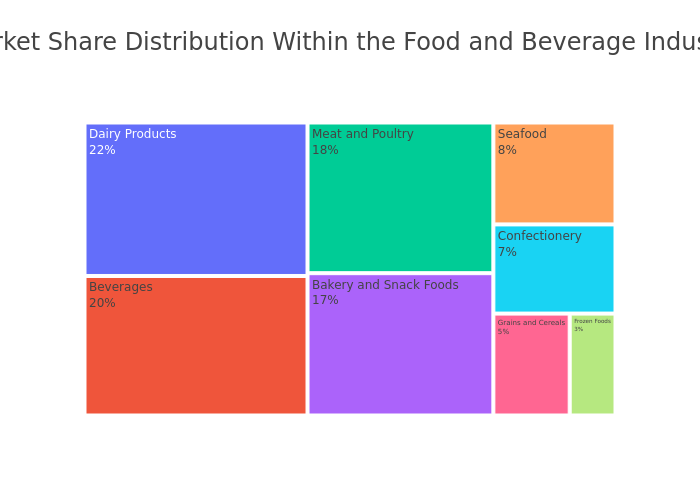 rket Share Distribution Within the Food and Beverage Indus
Dairy Products
22%
Beverages
20%
Meat and Poultry
18%
Bakery and Snack Foods
17%
Seafood
8%
Confectionery
7%
Grains and Cereals
5%
Frozen Foods
3%